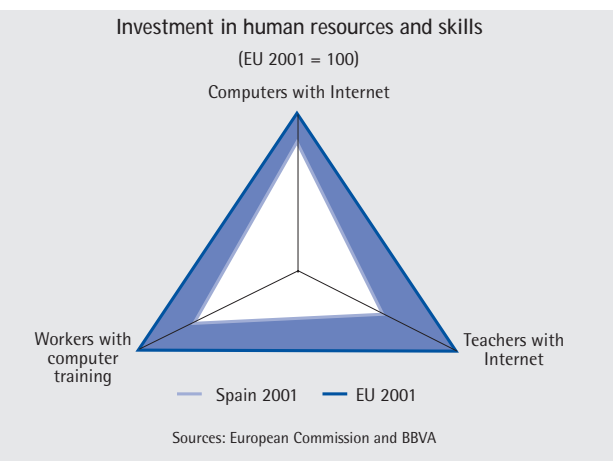 Investment in human resources and skills
(EU 2001 = 100)
Computers with Internet
Workers with
computer
training
Teachers with
Internet
Spain 2001
EU 2001
Sources: European Commission and BBVA